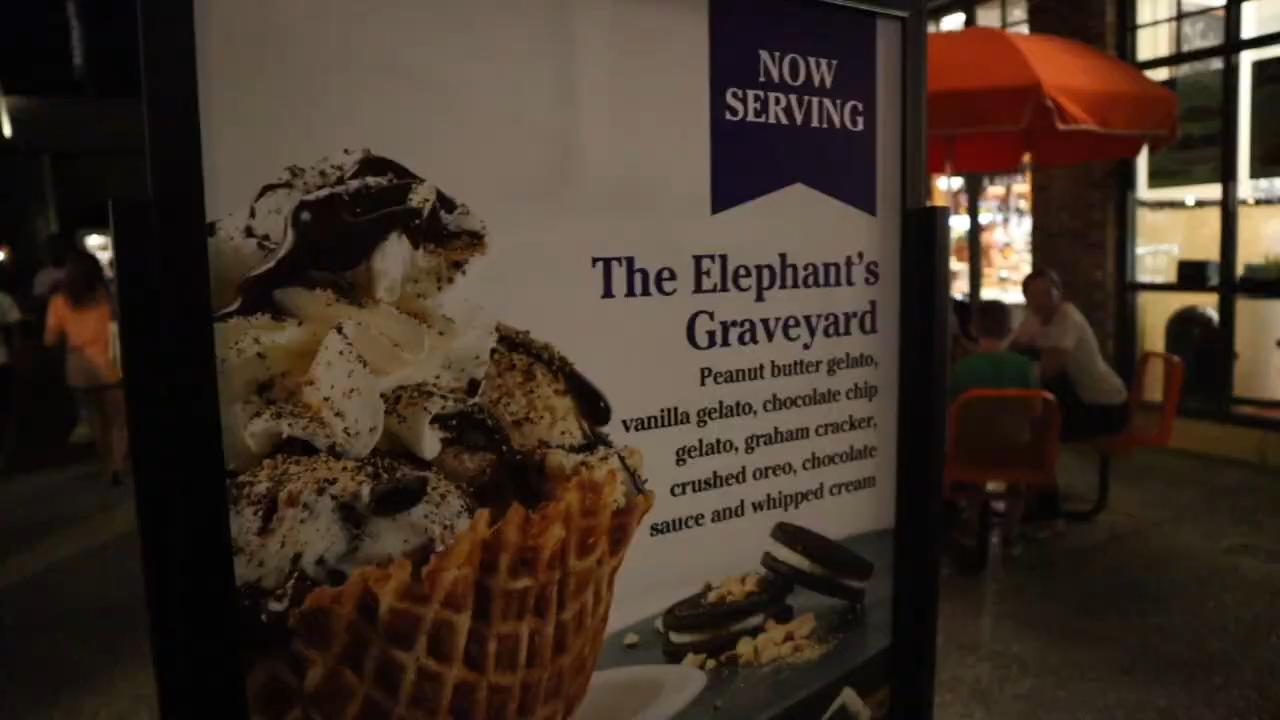 NOW
SERVING
The Elephant's
Graveyard
Peanut butter gelato,
vanilla gelato, chocolate chip
gelato, graham cracker,
crushed oreo, chocolate
sauce and whipped cream